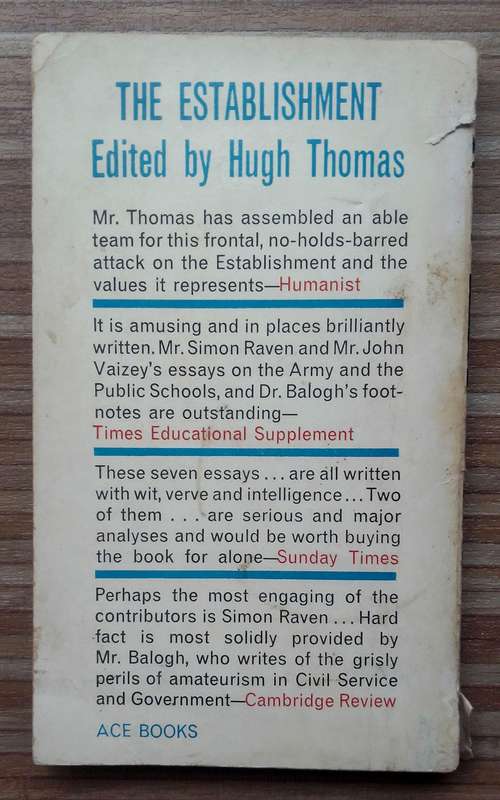 THE ESTABLISHMENT
Edited by Hugh Thomas
Mr. Thomas has assembled an able
team for this frontal, no-holds-barred
attack on the Establishment and the
values it represents—Humanist
It is amusing and in places brilliantly
written. Mr. Simon Raven and Mr. John
Vaizey's essays on the Army and the
Public Schools, and Dr. Balogh's foot-
notes are outstanding—
Times Educational Supplement
These seven essays . . . are all written
with wit, verve and intelligence . . . Two
of them . . . are serious and major
analyses and would be worth buying
the book for alone—Sunday Times
Perhaps the most engaging of the
contributors is Simon Raven . . . Hard
fact is most solidly provided by
Mr. Balogh, who writes of the grisly
perils of amateurism in Civil Service
and Government—Cambridge Review
ACE BOOKS